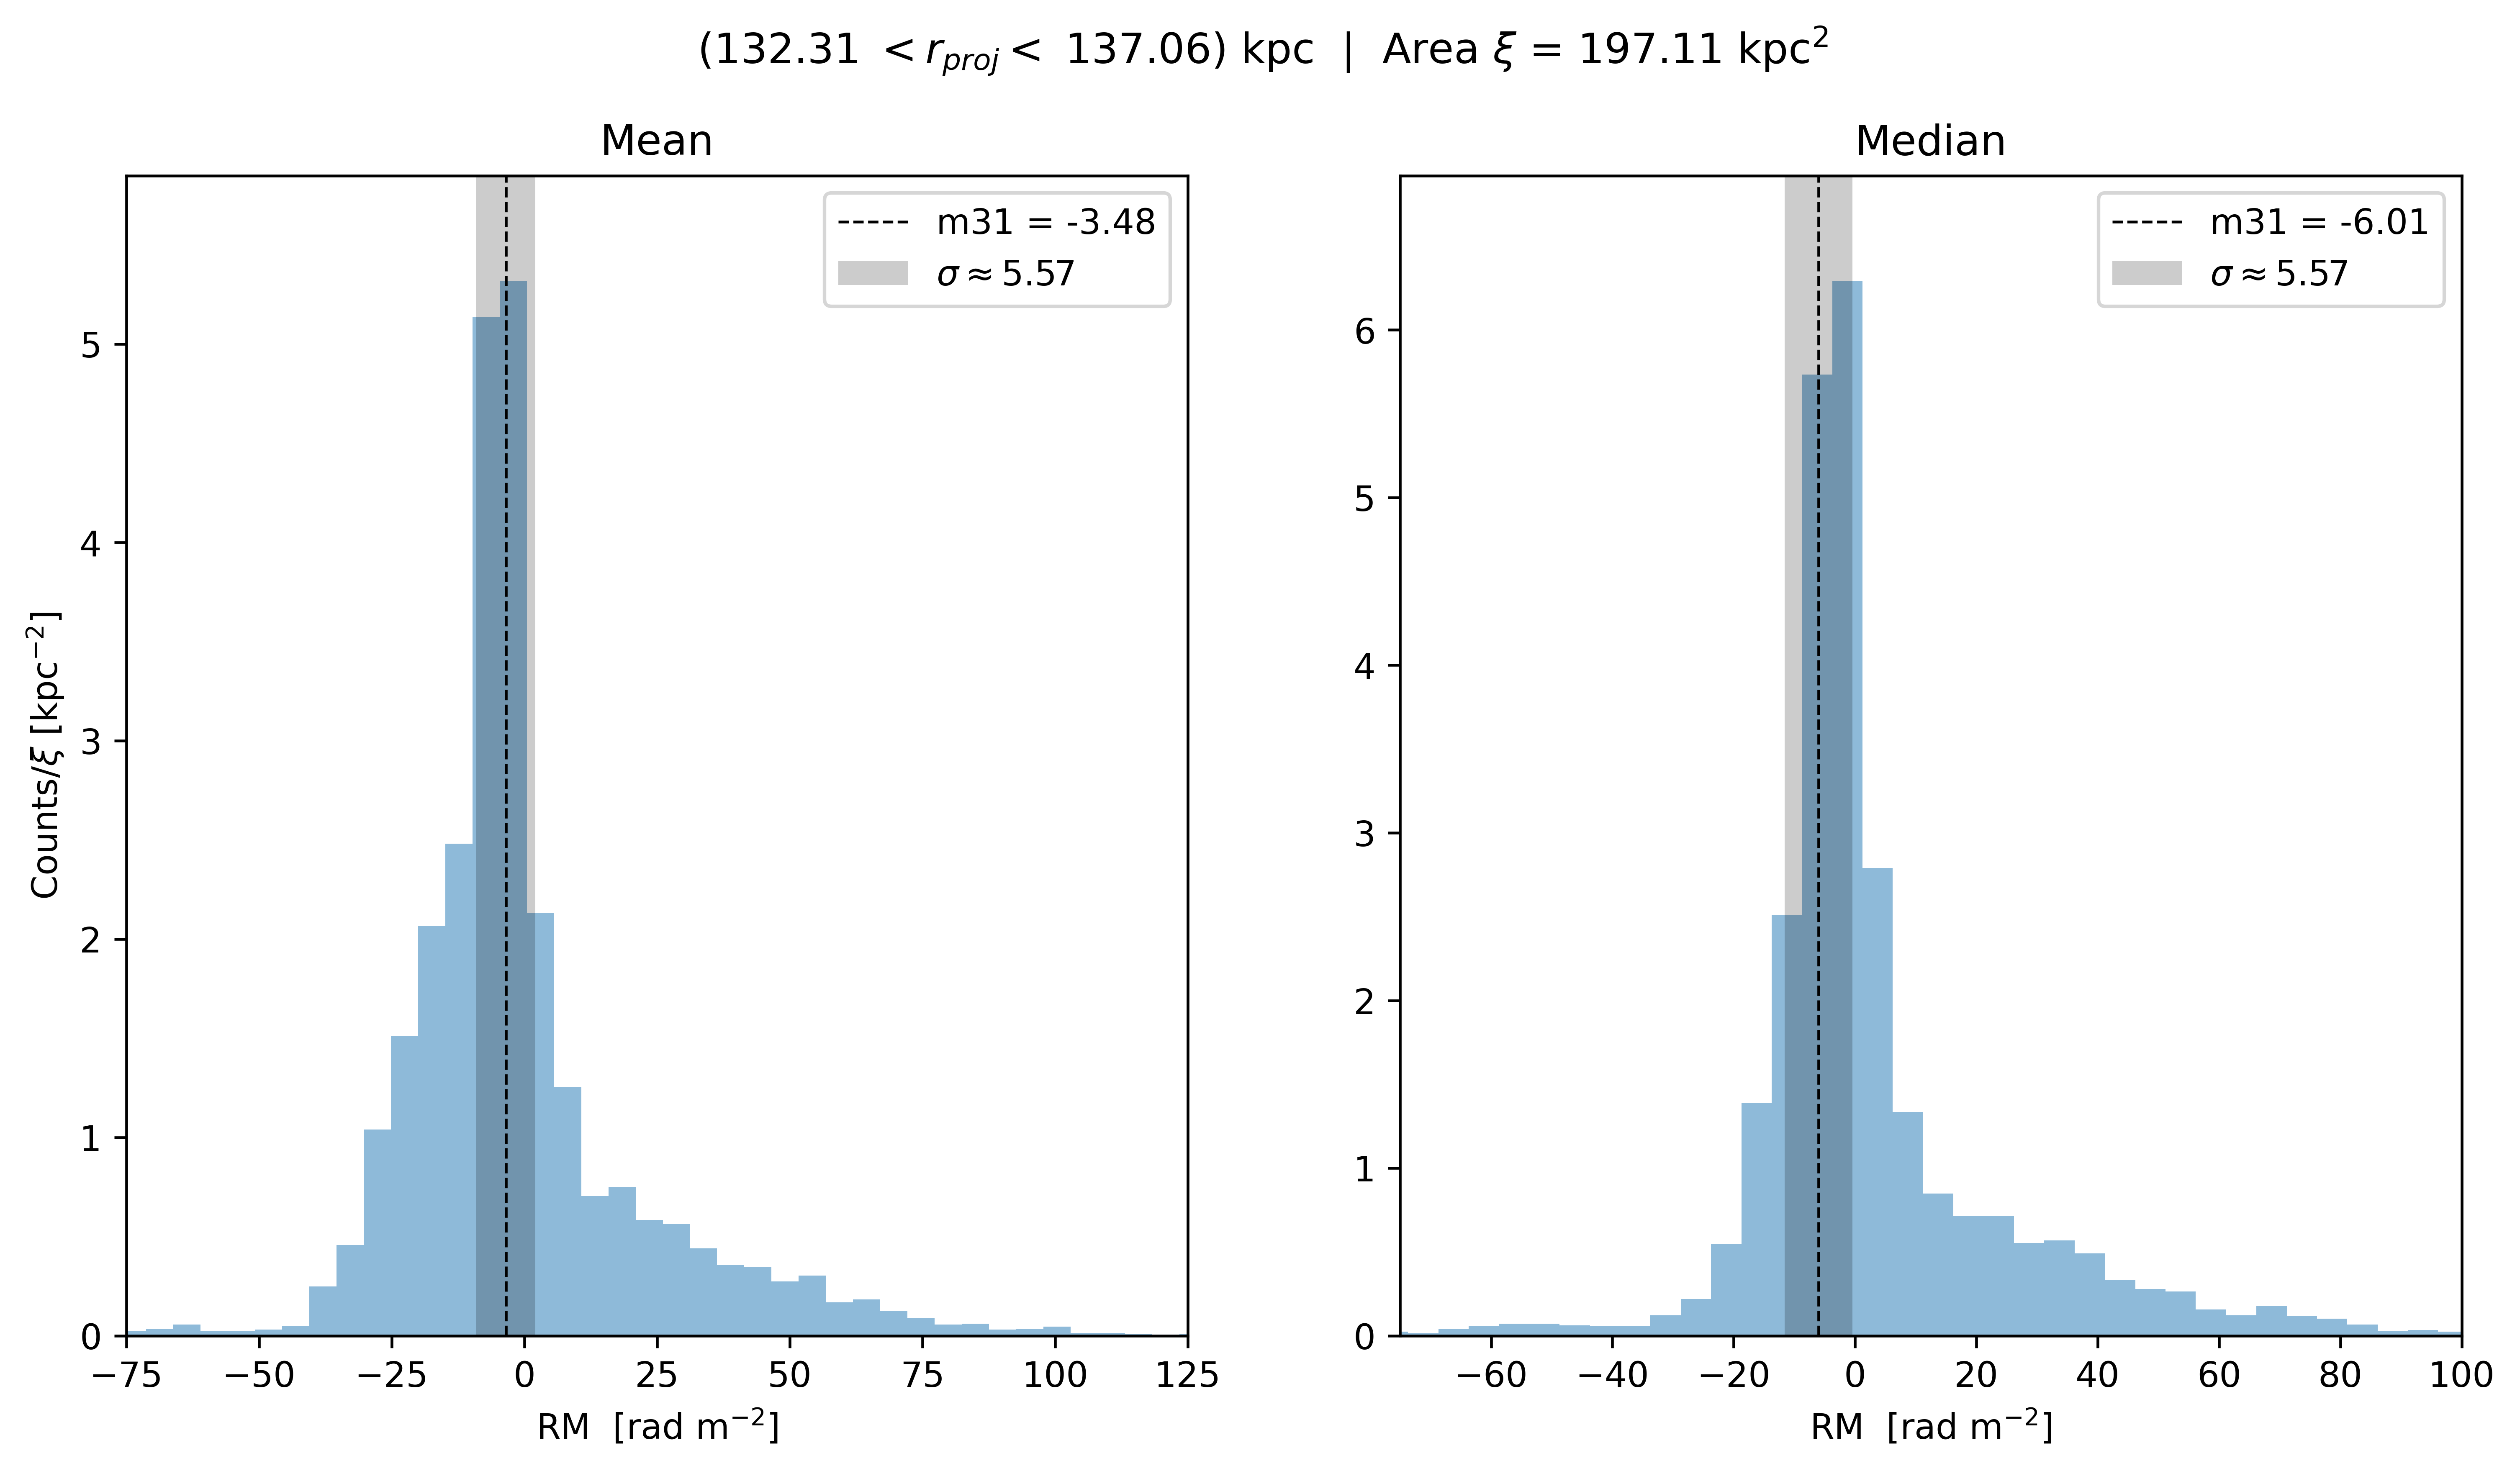 (132.31 < r_proj < 137.06) kpc | Area ξ = 197.11 kpc²
Mean
m31 = -3.48
σ ≈ 5.57
Counts/ξ [kpc⁻²]
5
4
3
2
1
0
−75 −50 −25 0 25 50 75 100 125
RM [rad m⁻²]
Median
m31 = -6.01
σ ≈ 5.57
6
5
4
3
2
1
0
−60 −40 −20 0 20 40 60 80 100
RM [rad m⁻²]